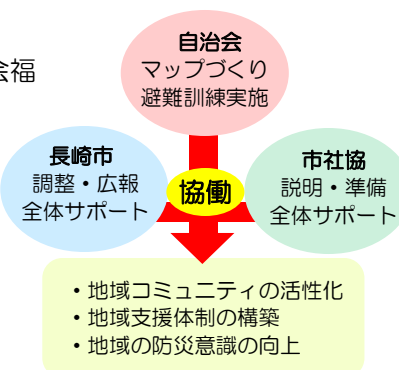 会福
自治会
マップづくり
避難訓練実施
長崎市
調整・広報
全体サポート
協働
市社協
説明・準備
全体サポート
・地域コミュニティの活性化
・地域支援体制の構築
・地域の防災意識の向上